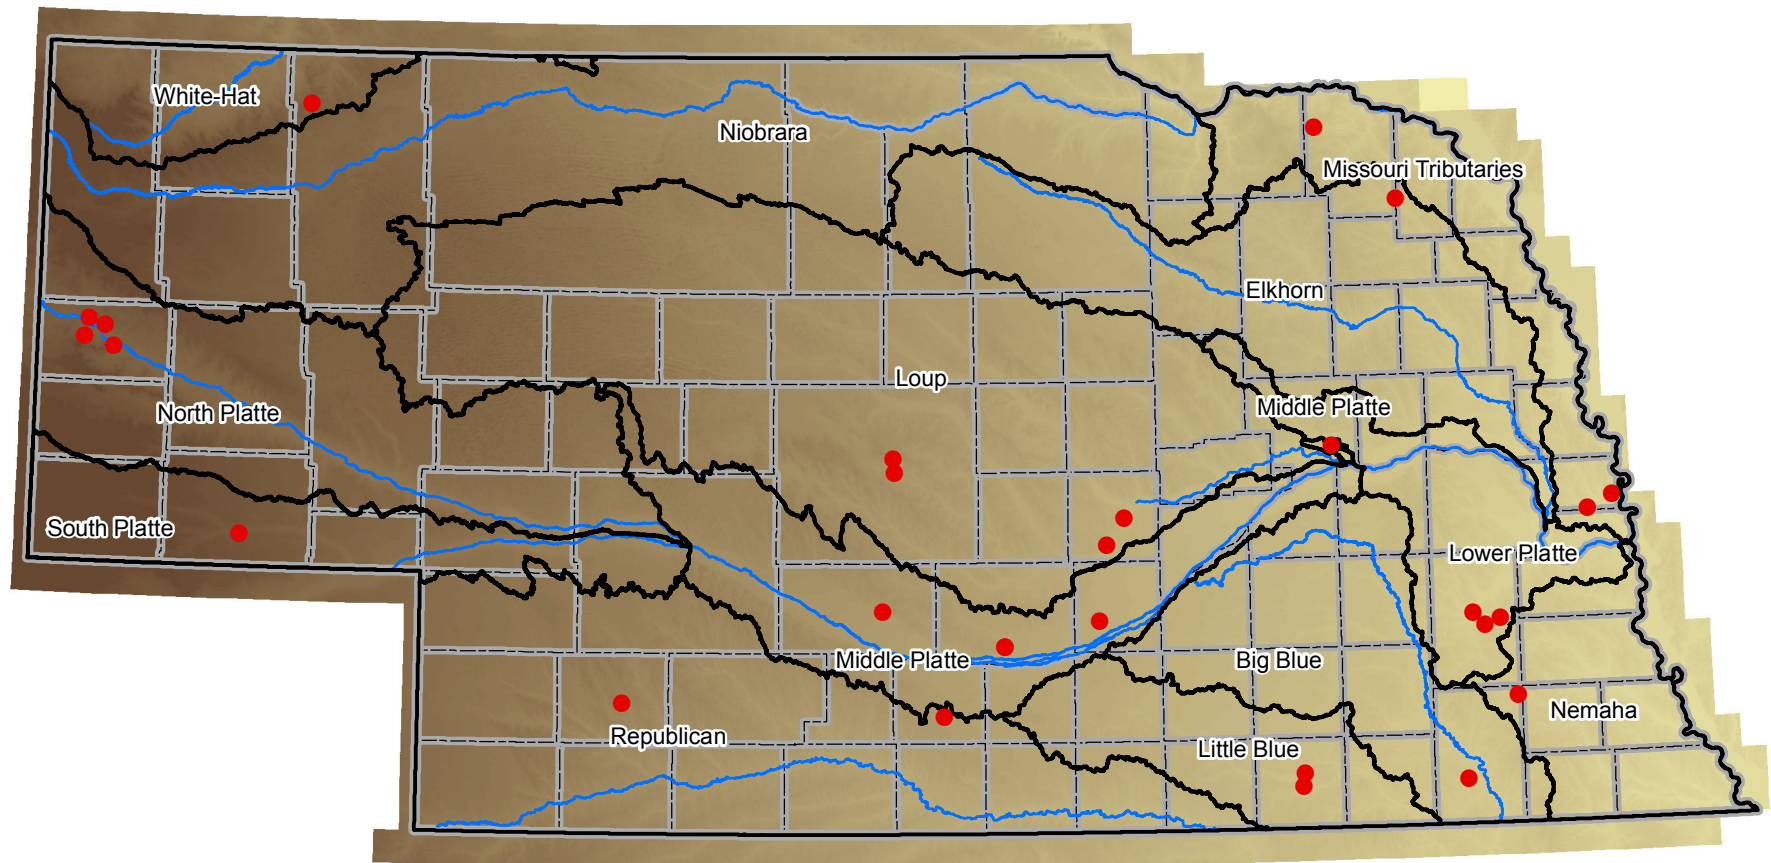 White-Hat
Niobrara
Missouri Tributaries
Elkhorn
Loup
Middle Platte
North Platte
South Platte
Lower Platte
Middle Platte
Big Blue
Nemaha
Republican
Little Blue